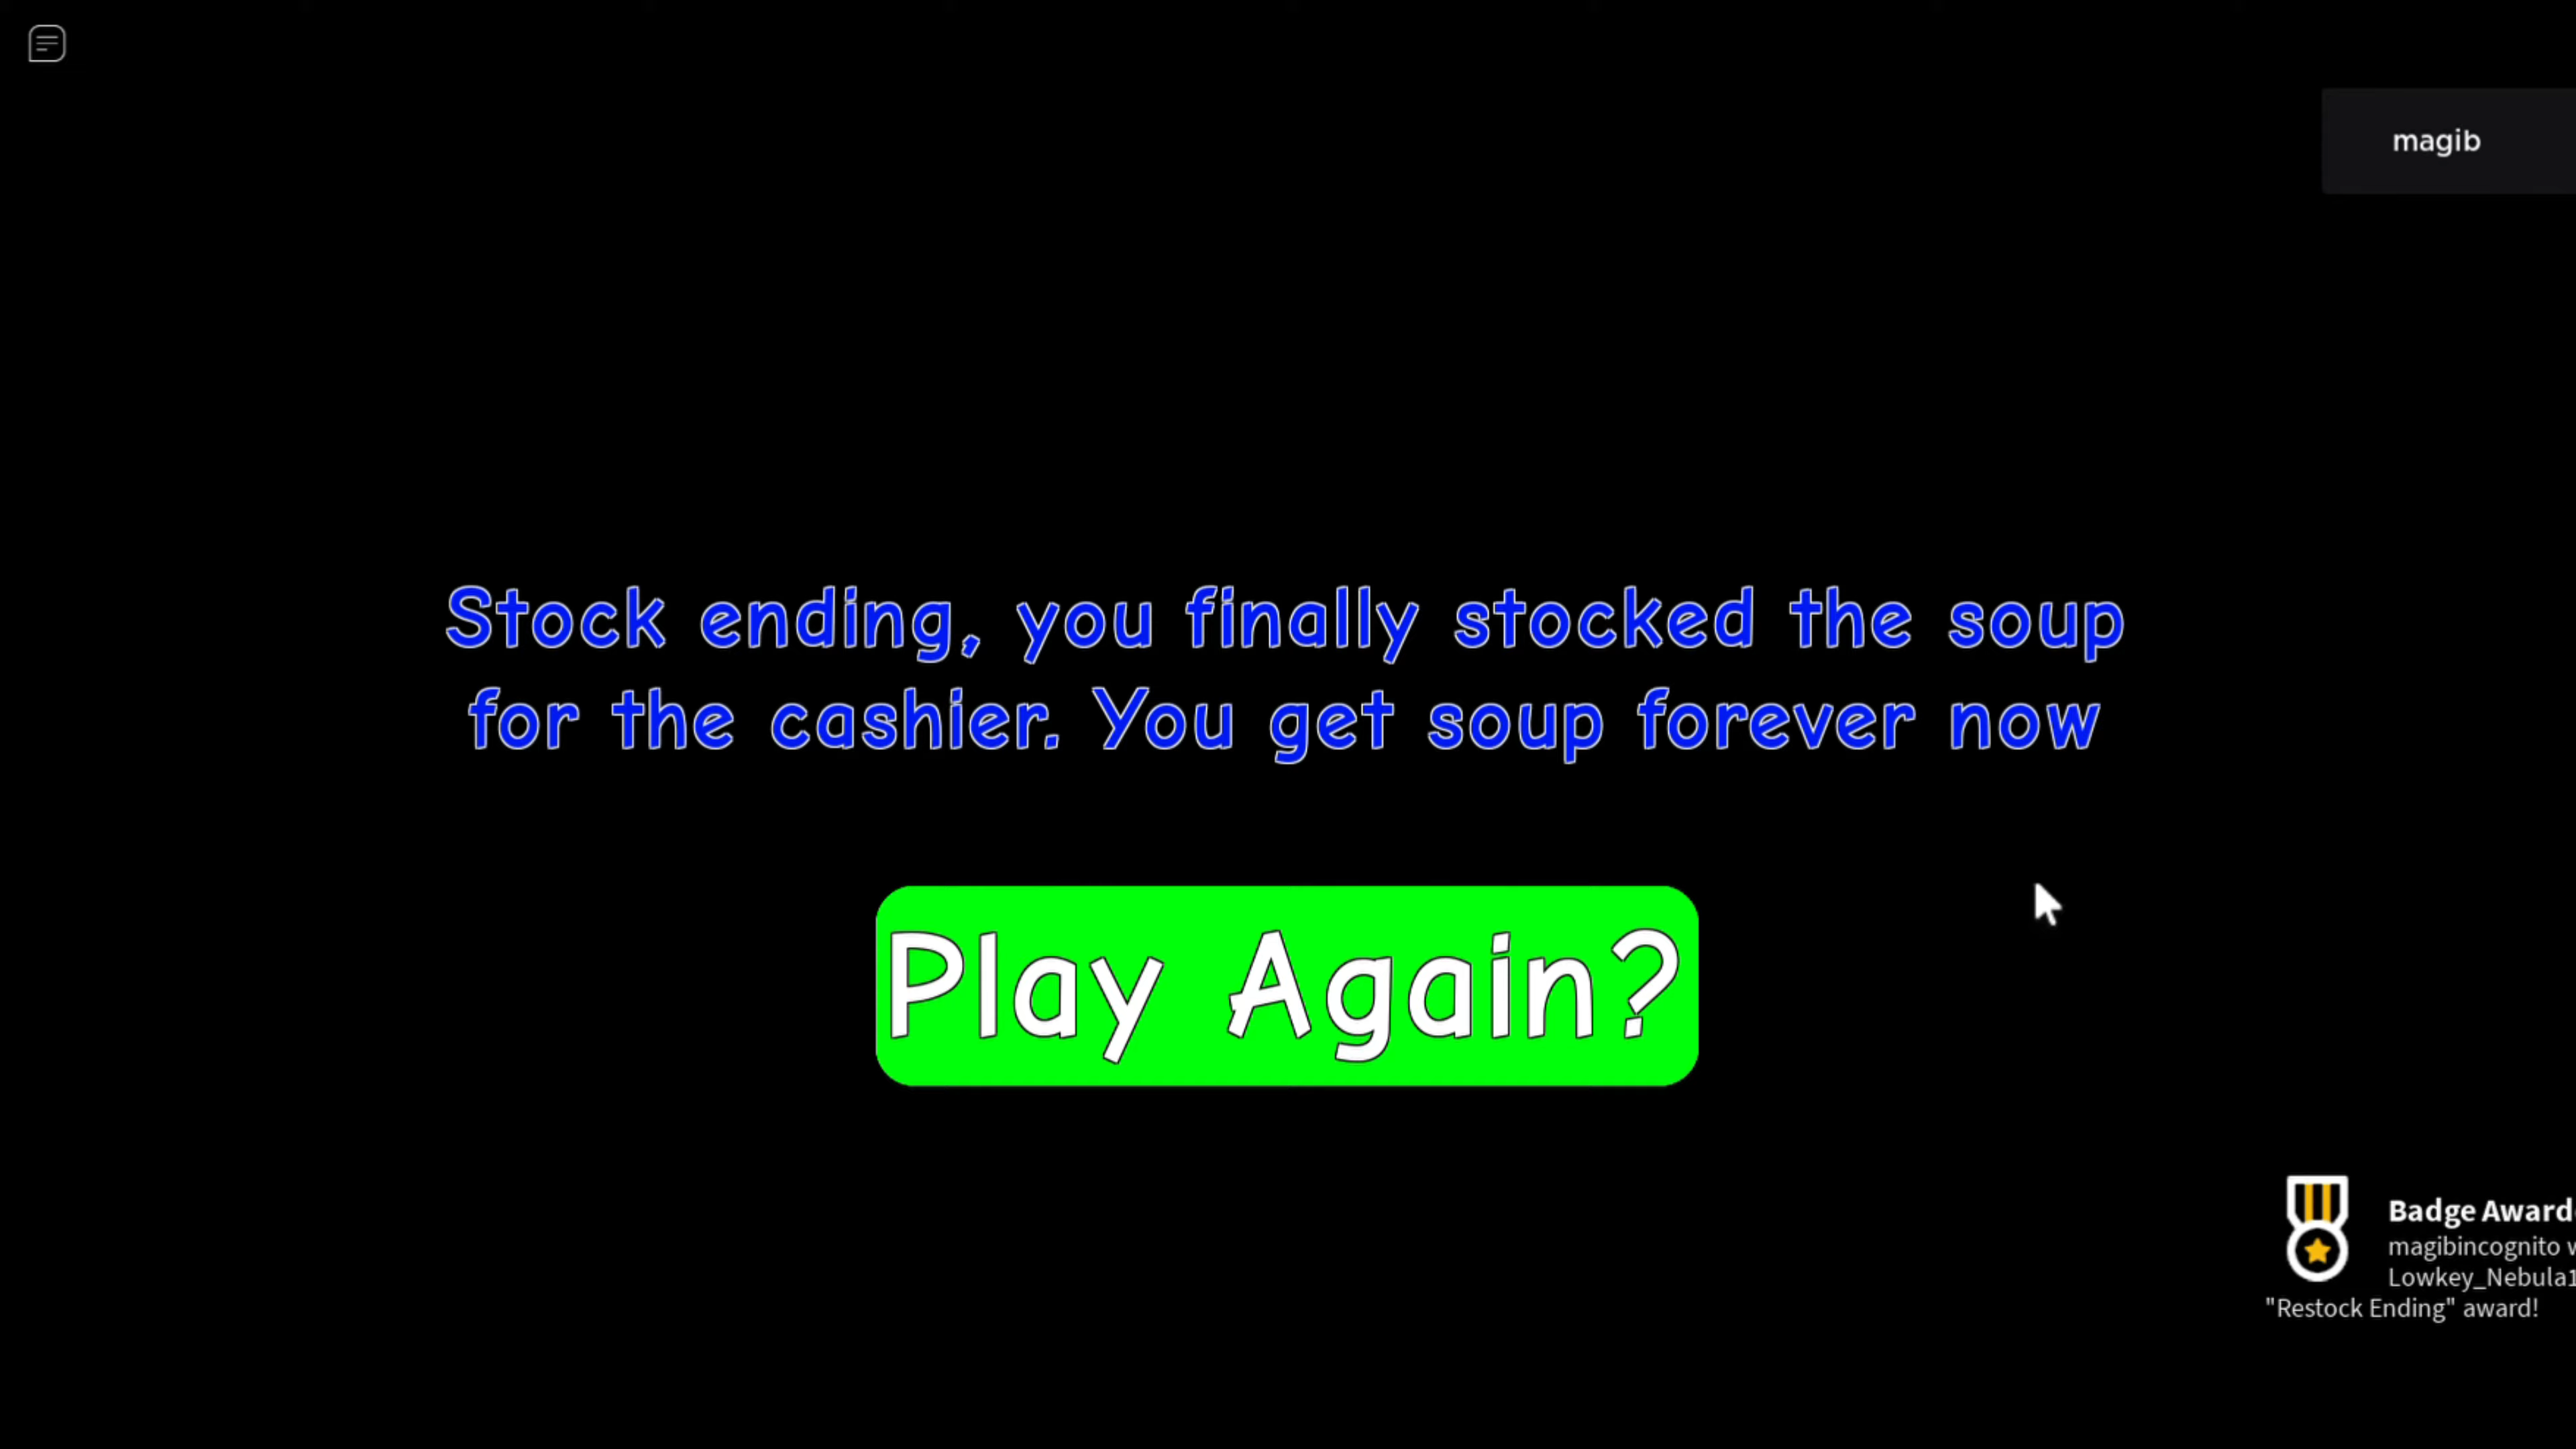 magib
Stock ending, you finally stocked the soup
for the cashier. You get soup forever now
Play Again?
Badge Award
magibincognito
Lowkey_Nebula1
"Restock Ending" award!